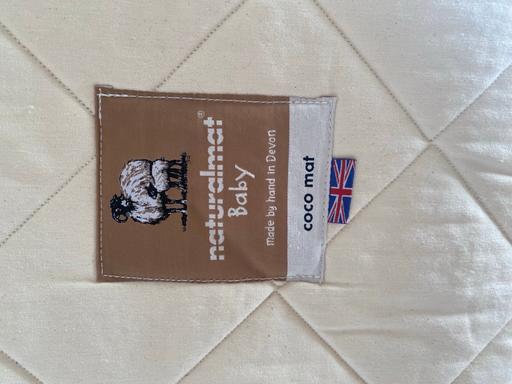 naturalmat®
Baby
made by hand in Devon
coco mat